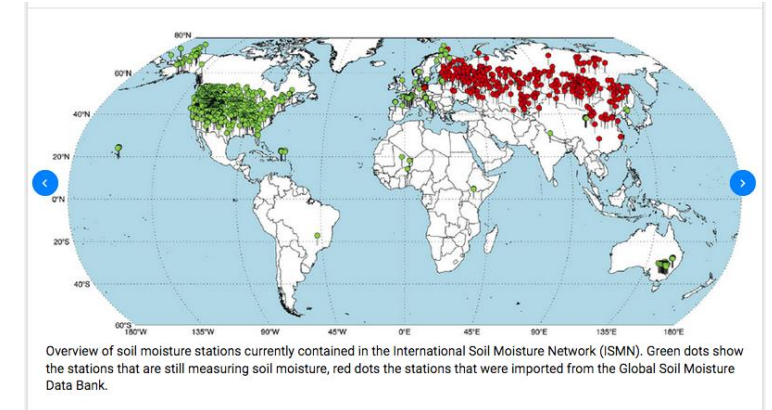 80°N
60°N
40°N
20°N
0°N
20°S
40°S
60°S
180°W 135°W 90°W 45°W 0°E 45°E 90°E 135°E 180°E
Overview of soil moisture stations currently contained in the International Soil Moisture Network (ISMN). Green dots show
the stations that are still measuring soil moisture, red dots the stations that were imported from the Global Soil Moisture
Data Bank.